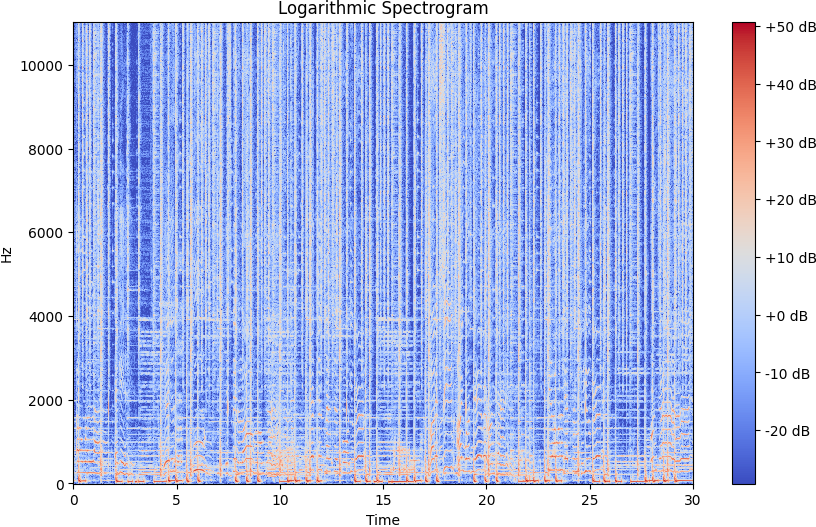 Logarithmic Spectrogram
+50 dB
+40 dB
+30 dB
+20 dB
+10 dB
+0 dB
-10 dB
-20 dB
Hz
10000
8000
6000
4000
2000
0
0 5 10 15 20 25 30
Time